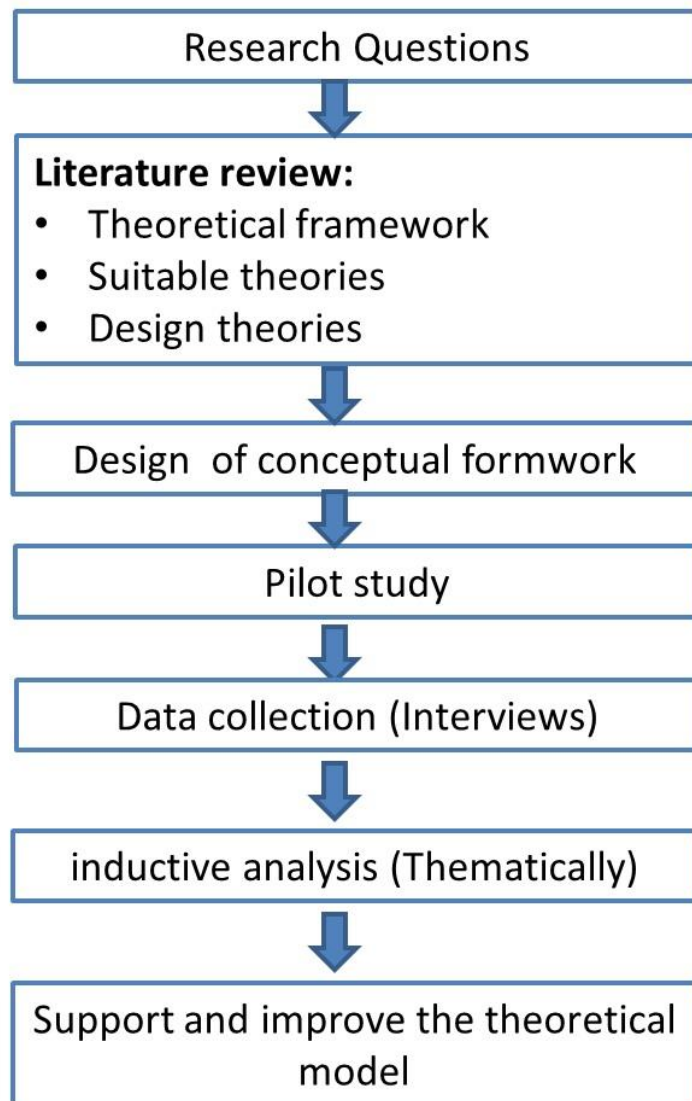 Research Questions
Literature review:
• Theoretical framework
• Suitable theories
• Design theories
Design  of conceptual formwork
Pilot study
Data collection (Interviews)
inductive analysis (Thematically)
Support and improve the theoretical
model